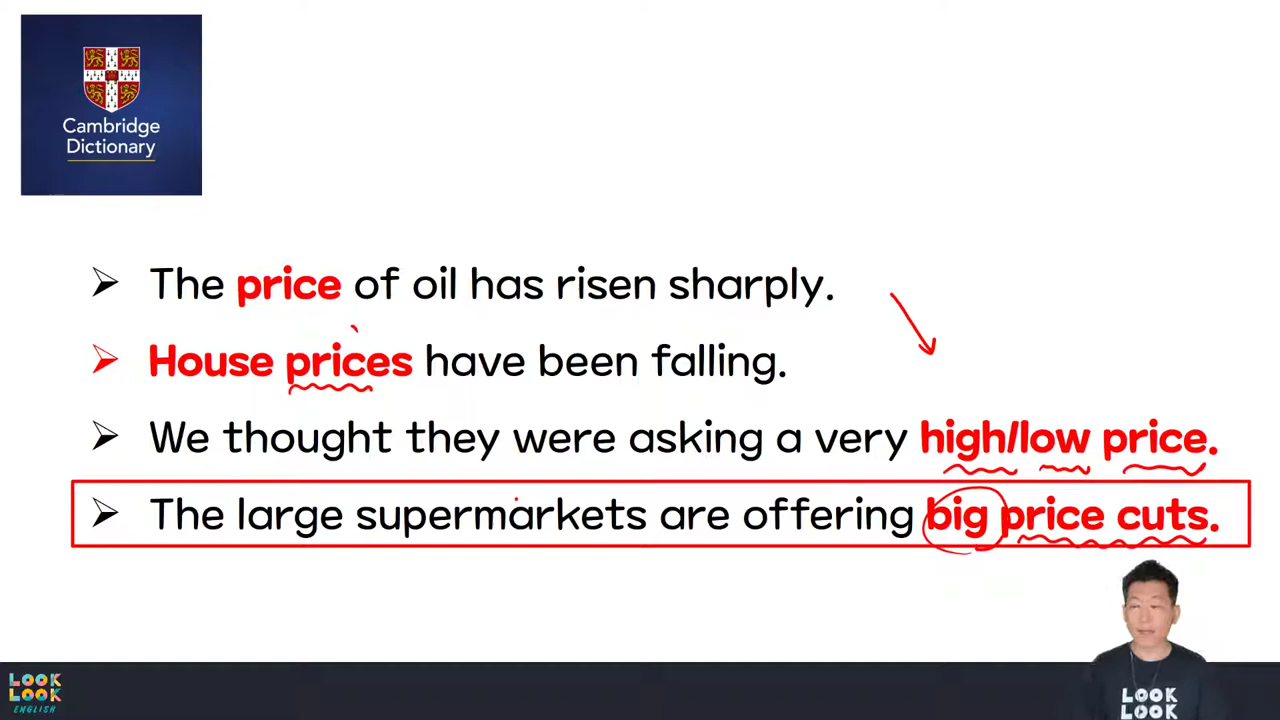 Cambridge
Dictionary
The price of oil has risen sharply.
House prices have been falling.
We thought they were asking a very high/low price.
The large supermarkets are offering big price cuts.
LOOK
LOOK
ENGLISH
LOOK
LOOK